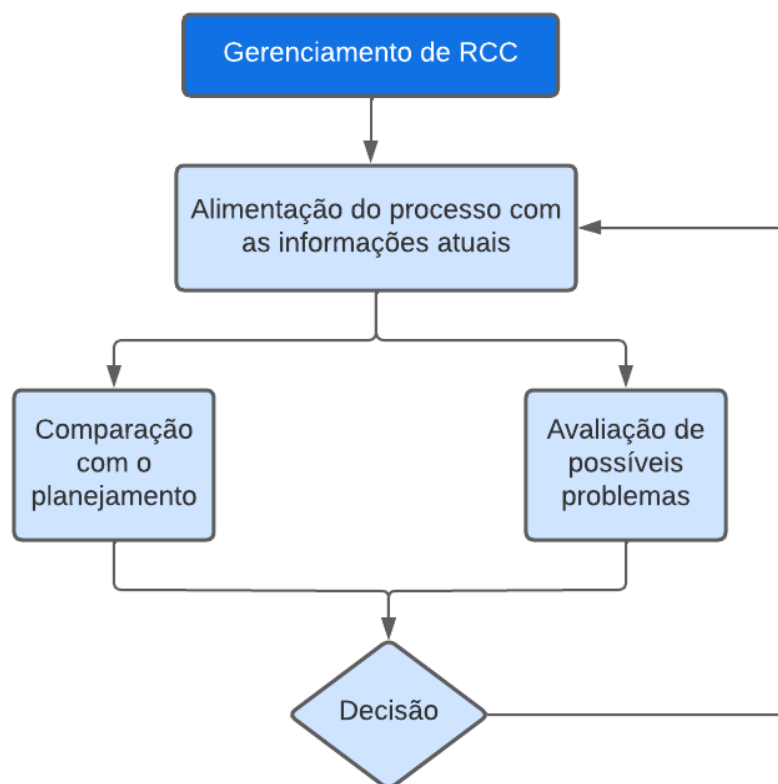 Gerenciamento de RCC
Alimentação do processo com
as informações atuais
Comparação
com o
planejamento
Avaliação de
possíveis
problemas
Decisão